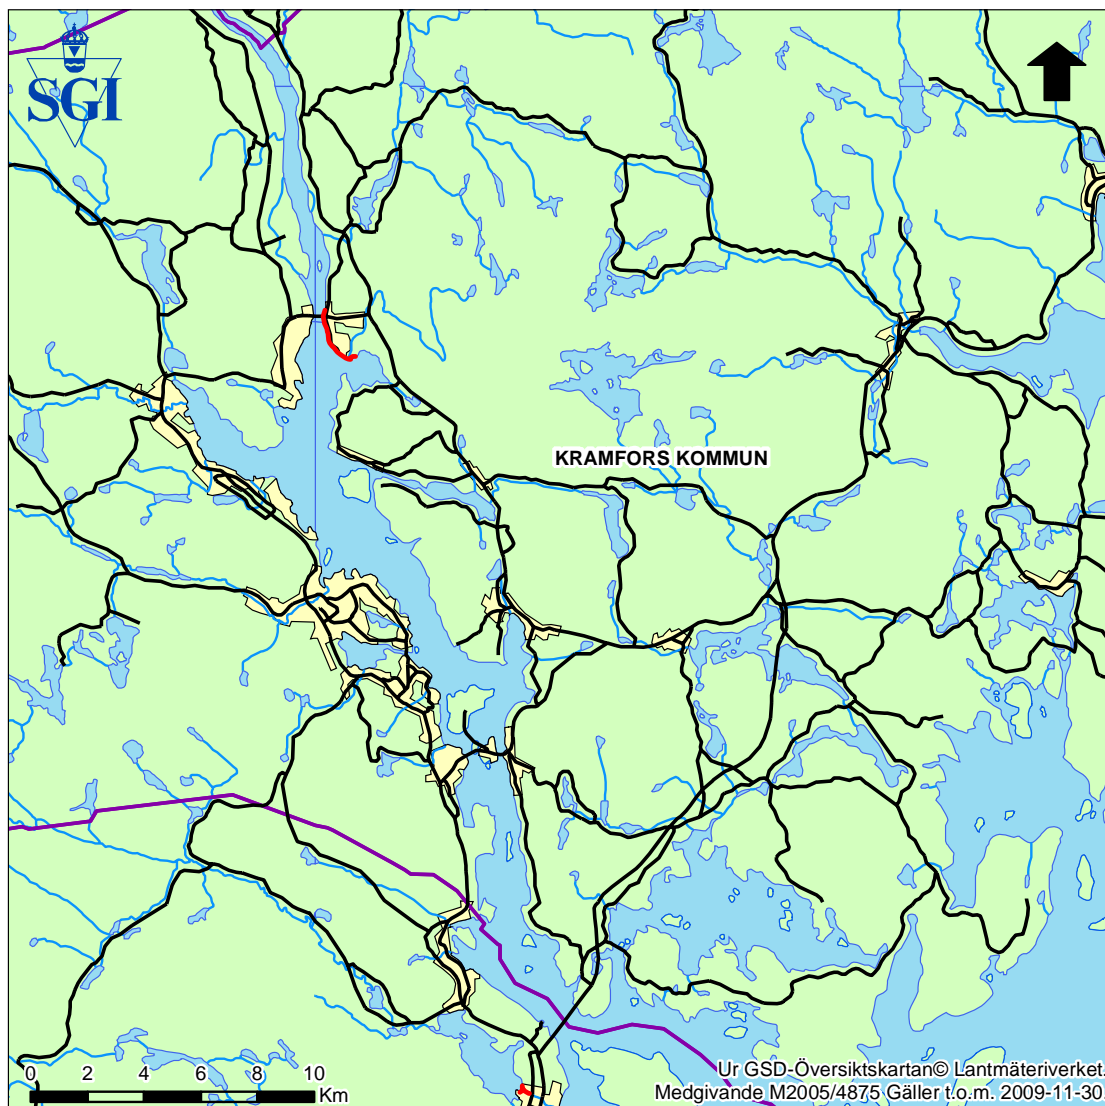 SGI
KRAMFORS KOMMUN
0 2 4 6 8 10
Km
Ur GSD-Översiktskartan© Lantmäteriverket.
Medgivande M2005/4875 Gäller t.o.m. 2009-11-30